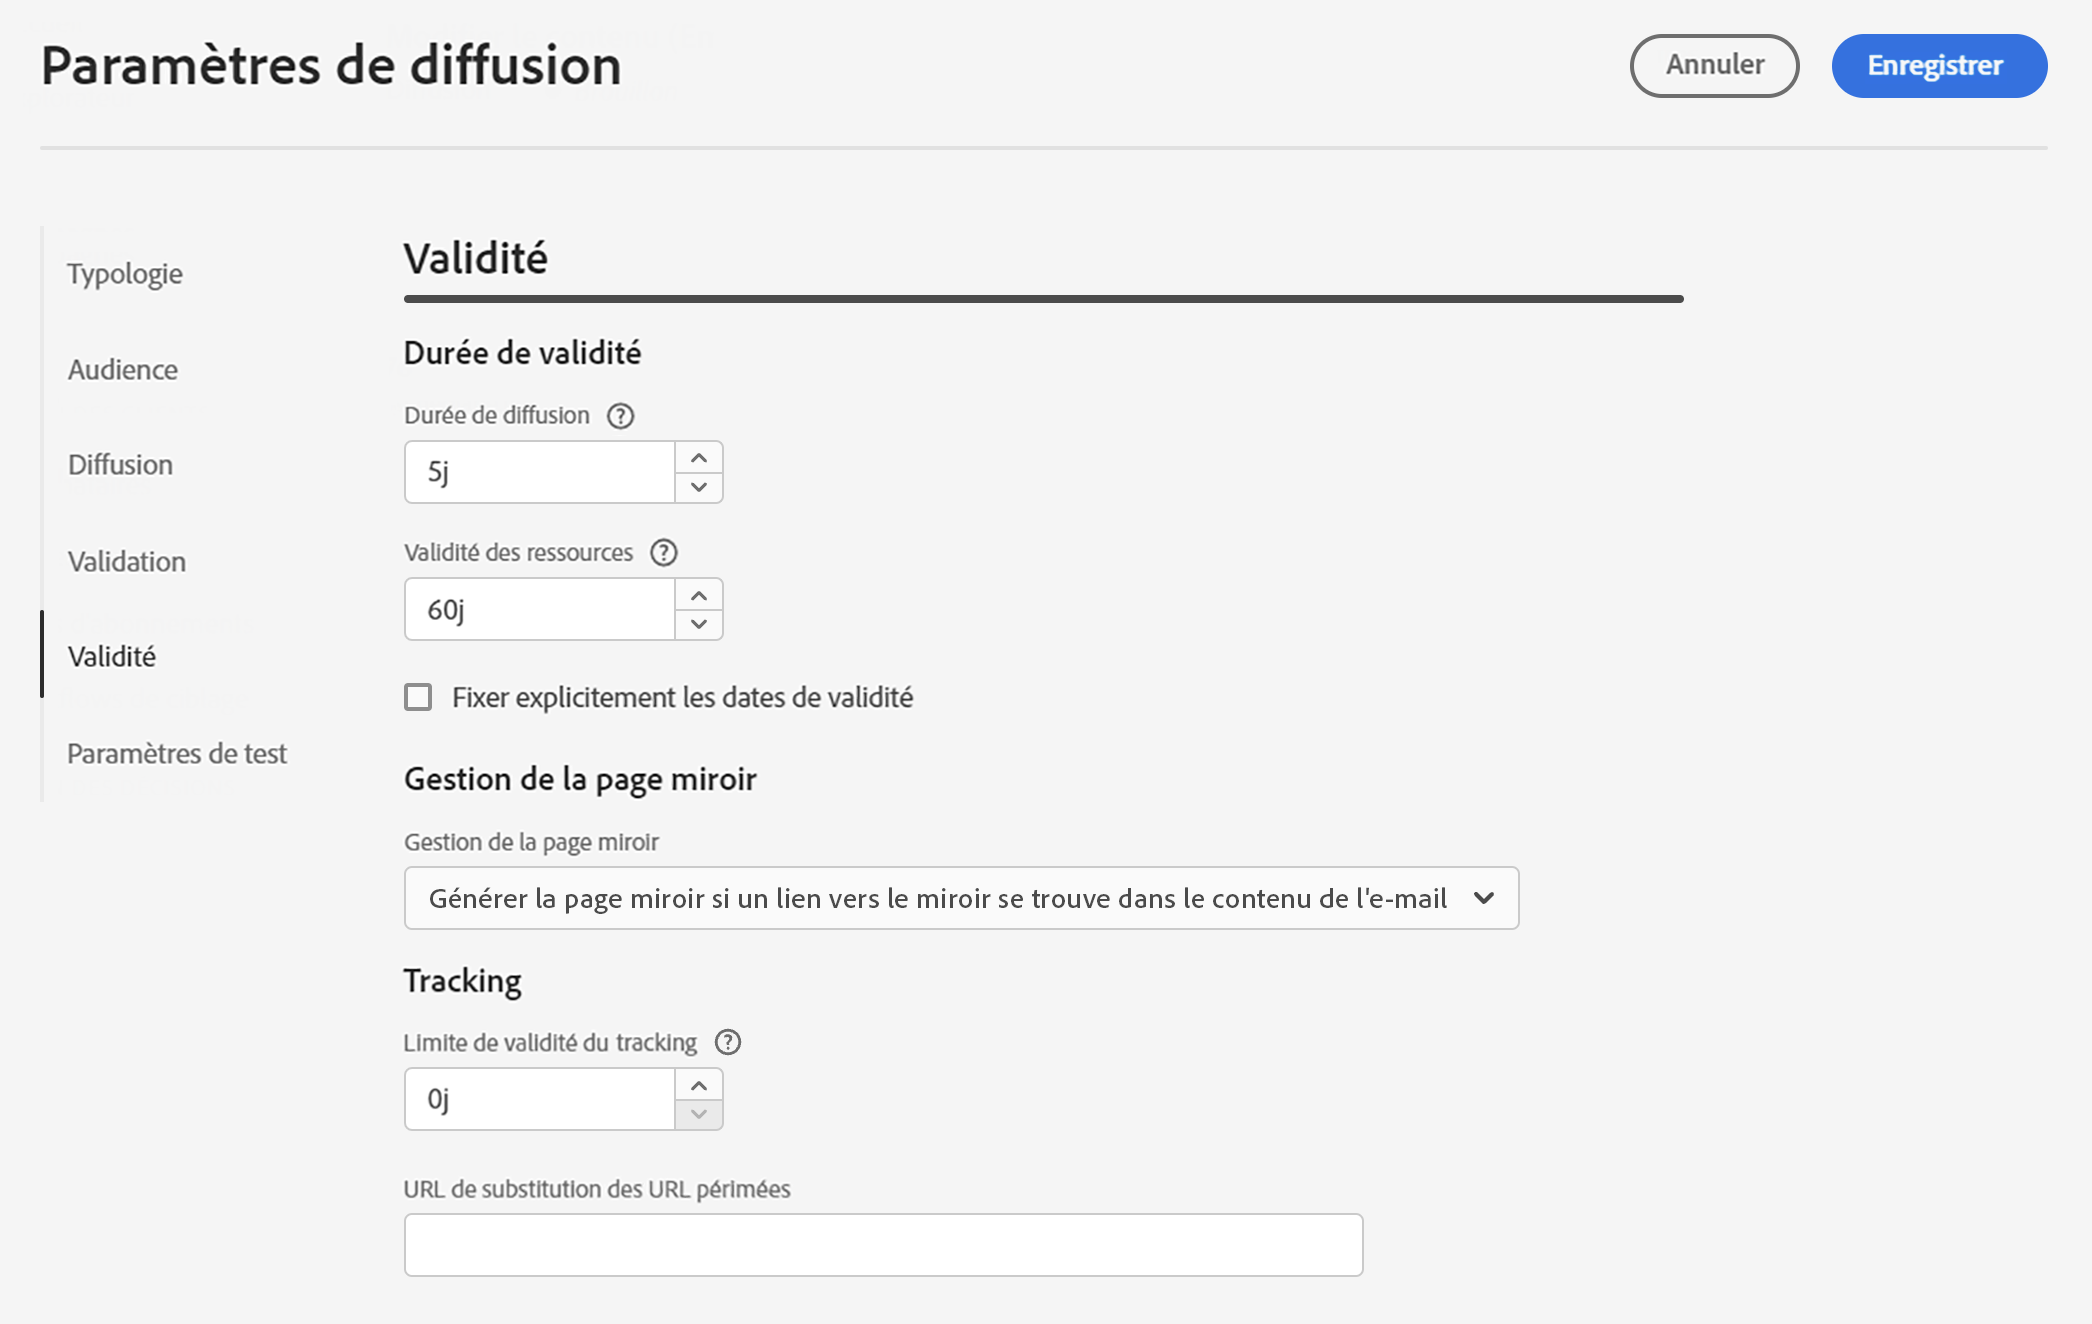 Paramètres de diffusion
Annuler
Enregistrer
Typologie
Audience
Diffusion
Validation
Validité
Paramètres de test
Validité
Durée de validité
Durée de diffusion
5j
Validité des ressources
60j
Fixer explicitement les dates de validité
Gestion de la page miroir
Gestion de la page miroir
Générer la page miroir si un lien vers le miroir se trouve dans le contenu de l'e-mail
Tracking
Limite de validité du tracking
0j
URL de substitution des URL périmées